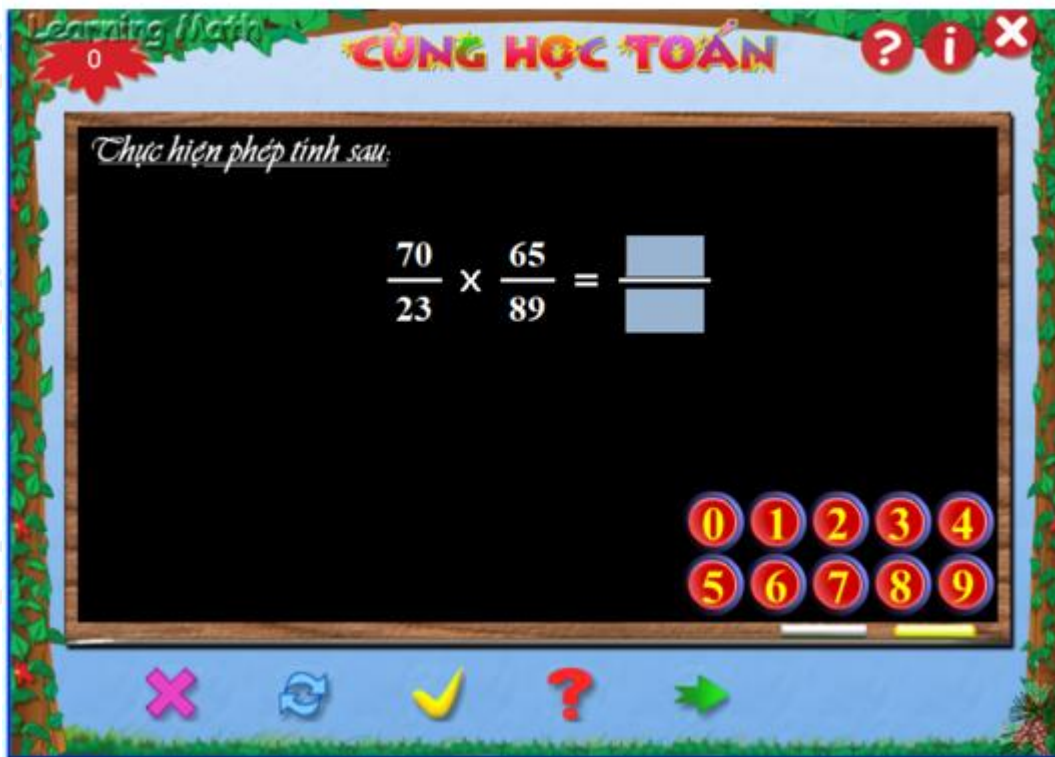 Learning Math
0
CÙNG HỌC TOÁN
? i X
Thực hiện phép tính sau:
70 65
x =
23 89
0 1 2 3 4
5 6 7 8 9
?